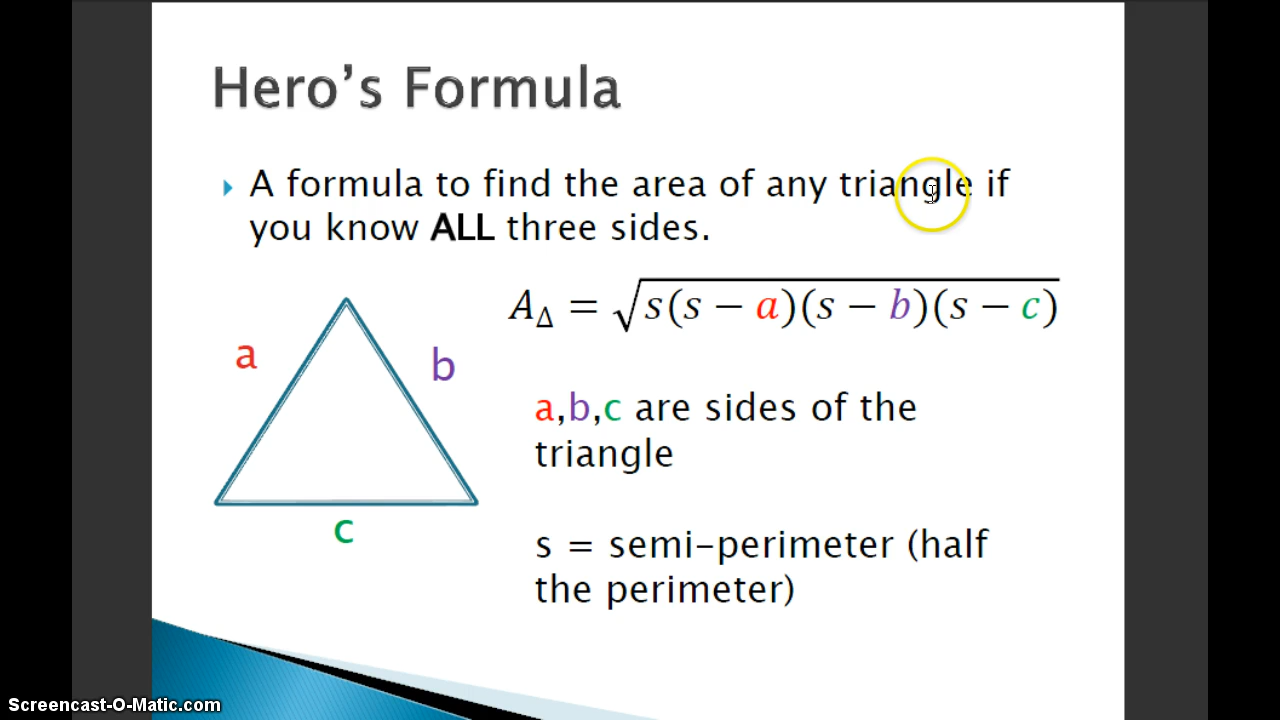 Hero’s Formula
A formula to find the area of any triangle if
you know ALL three sides.
A_Δ = √s(s − a)(s − b)(s − c)
a
b
c
a,b,c are sides of the
triangle
s = semi-perimeter (half
the perimeter)
Screencast-O-Matic.com